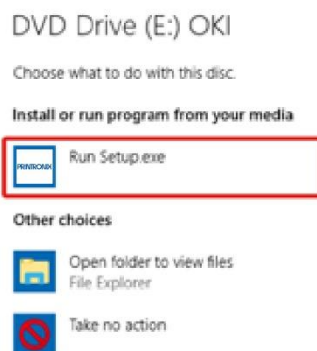 DVD Drive (E:) OKI
Choose what to do with this disc.
Install or run program from your media
PRINTRONIX
Run Setup.exe
Other choices
Open folder to view files
File Explorer
Take no action